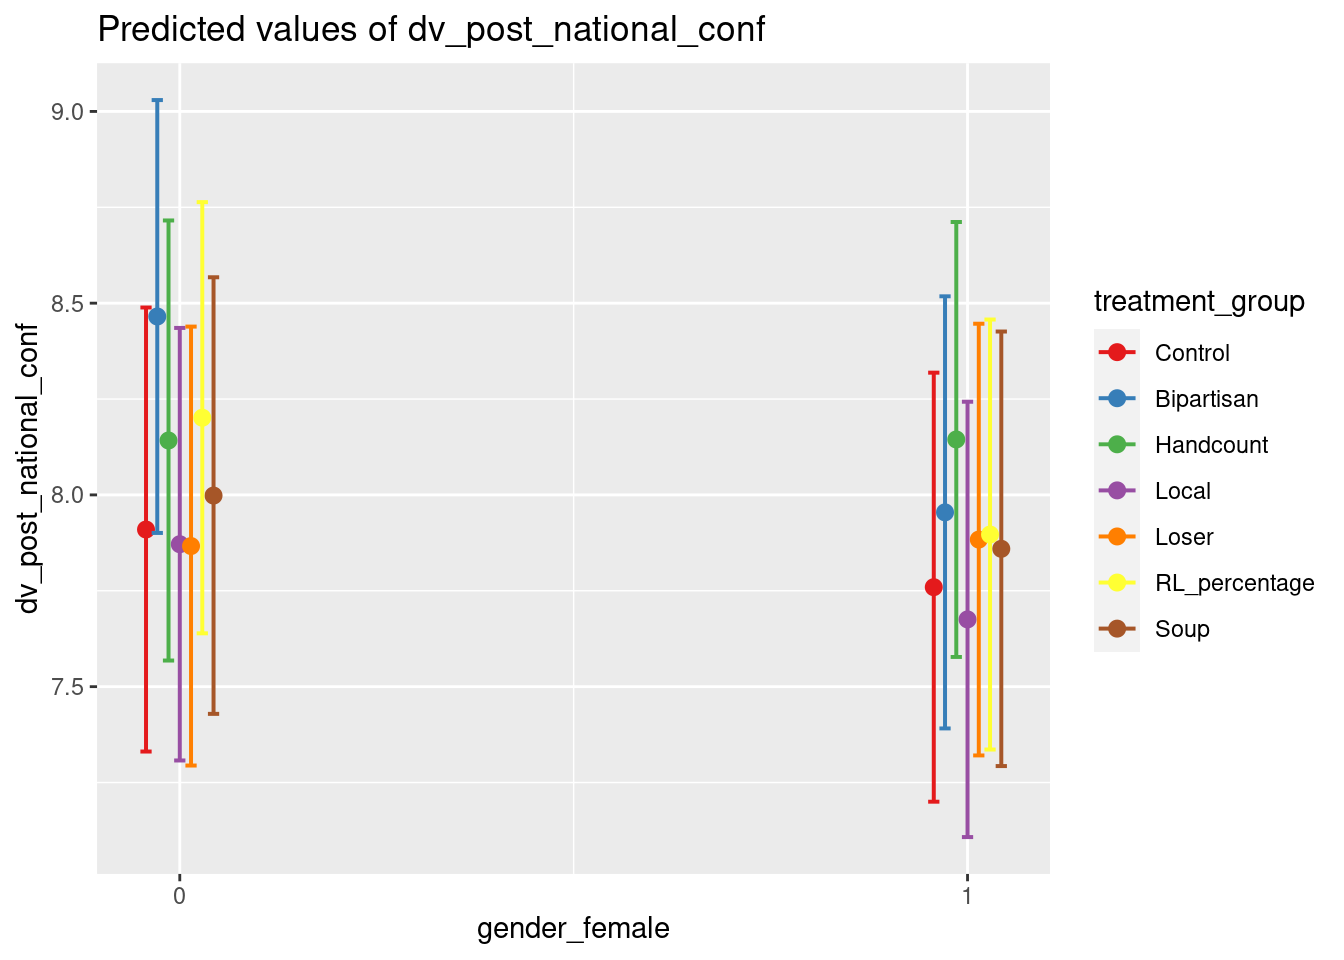 Predicted values of dv_post_national_conf
9.0
8.5
8.0
7.5
dv_post_national_conf
0
1
gender_female
treatment_group
Control
Bipartisan
Handcount
Local
Loser
RL_percentage
Soup